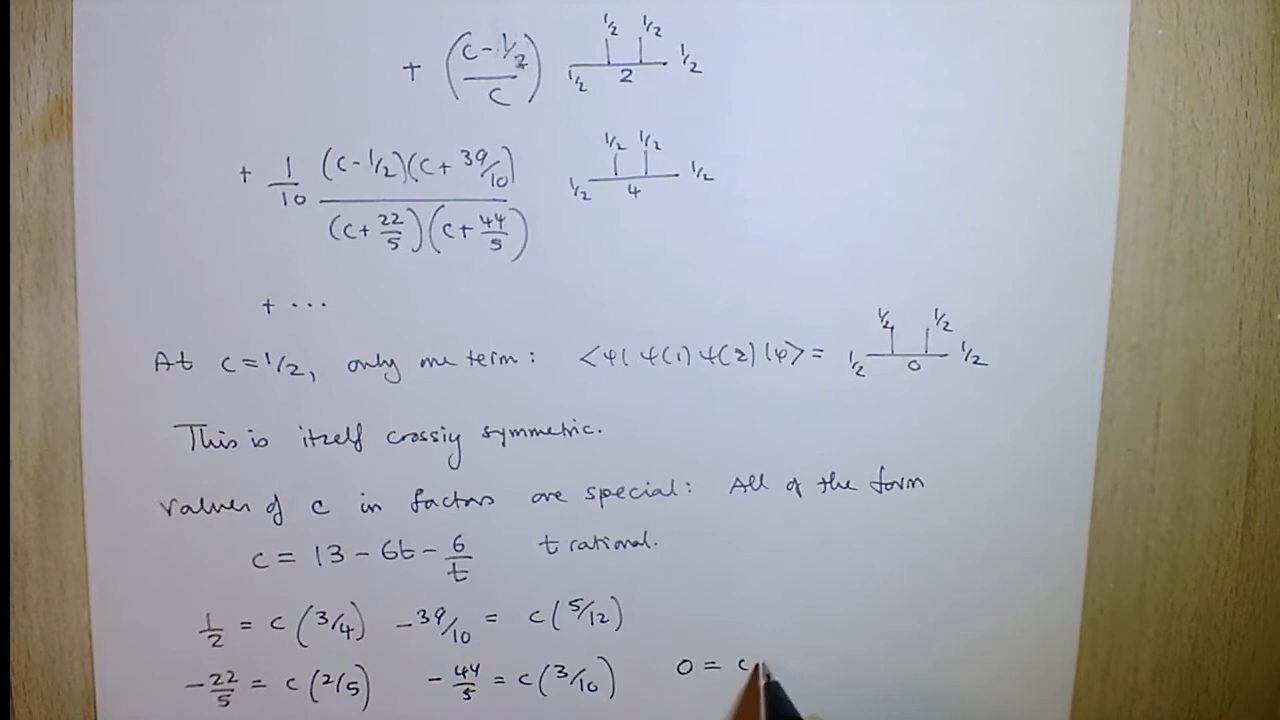 + ((c-1/2)/c) 1/2 1/2 1/2 2 1/2
+ 1/10 (c-1/2)(c+39/10)/((c+22/5)(c+44/5)) 1/2 1/2 1/2 4 1/2
+ ...
At c=1/2, only one term: <ψ|ψ(1)ψ(2)|ψ> = 1/2 1/2 1/2 0 1/2
This is itself crossing symmetric.
Values of c in factors are special: All of the form
c = 13 - 6t - 6/t t rational.
1/2 = c(3/4) -39/10 = c(5/12)
-22/5 = c(2/5) -44/5 = c(3/10) 0 = c